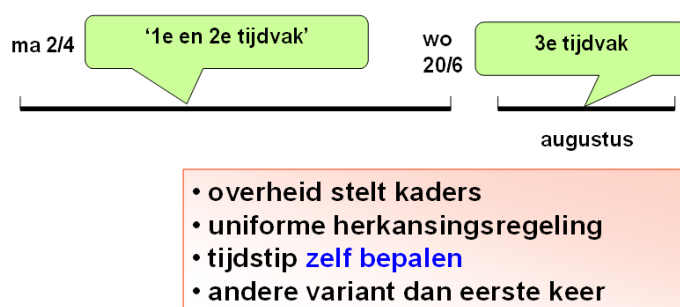 ma 2/4
‘1e en 2e tijdvak’
wo
20/6
3e tijdvak
augustus
• overheid stelt kaders
• uniforme herkansingsregeling
• tijdstip zelf bepalen
• andere variant dan eerste keer